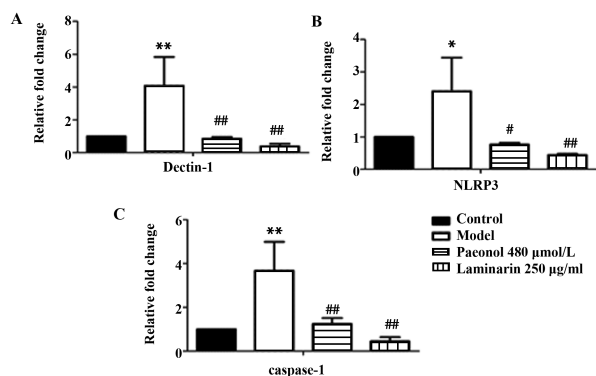 A
Relative fold change
8
6
4
2
0
**
##
##
Dectin-1
B
Relative fold change
4
3
2
1
0
*
#
##
NLRP3
C
Relative fold change
6
4
2
0
**
##
##
caspase-1
Control
Model
Paeonol 480 μmol/L
Laminarin 250 μg/ml